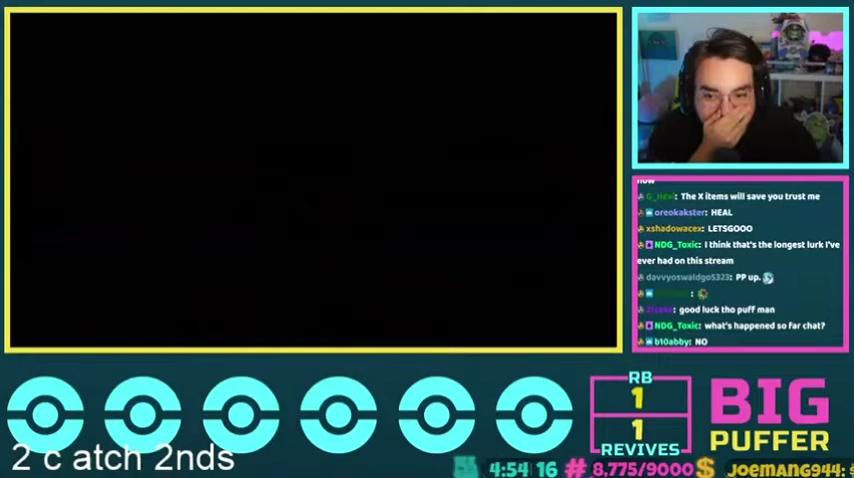 now
G_Hexi: The X items will save you trust me
oreokakster: HEAL
xshadowacex: LETSGOOO
NDG_Toxic: I think that's the longest lurk I've
ever had on this stream
davvyoswaldgo5323: PP up.
:
good luck tho puff man
NDG_Toxic: what's happened so far chat?
b10abby: NO
RB
1
1
REVIVES
BIG
PUFFER
2 c atch 2nds
4:54 16 # 8,775/9000 $ JOEMANG944: $